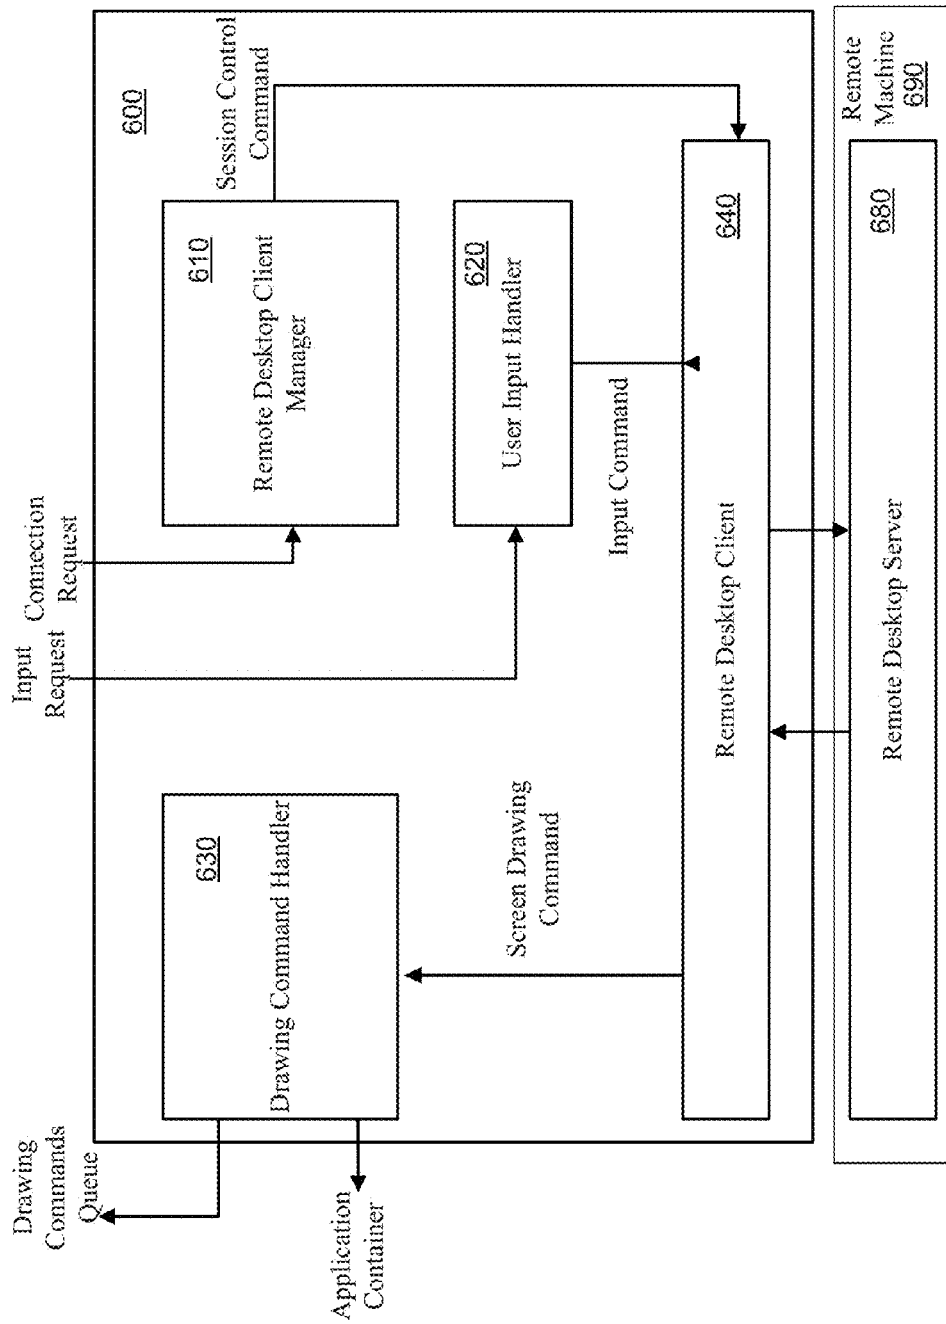 Drawing
Commands
Queue
Input
Request
Connection
Request
600
Session Control
Command
630
Drawing Command Handler
610
Remote Desktop Client
Manager
Application
Container
620
User Input Handler
Screen Drawing
Command
Input Command
640
Remote Desktop Client
Remote
Machine
690
680
Remote Desktop Server